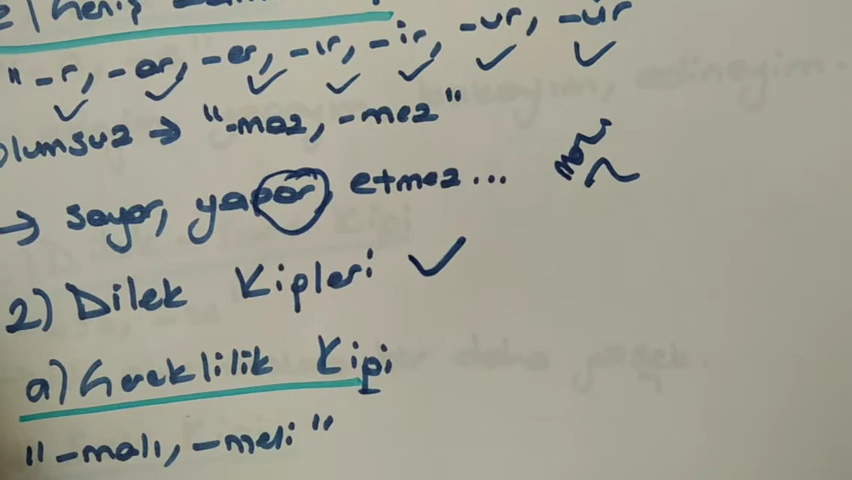 Geniş
"-r, -ar, -er, -ır, -ir, -ur, -ür
olumsuz → "-maz, -mez"
→ sayar, yapar etmez...
2) Dilek Kipleri ✓
a) Gereklilik Kipi
"-malı, -meli"